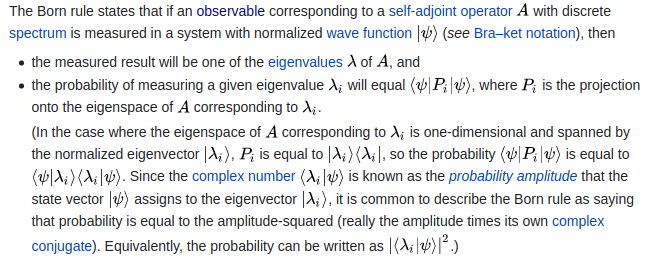 The Born rule states that if an observable corresponding to a self-adjoint operator A with discrete
spectrum is measured in a system with normalized wave function |ψ⟩ (see Bra–ket notation), then
• the measured result will be one of the eigenvalues λ of A, and
• the probability of measuring a given eigenvalue λᵢ will equal ⟨ψ|Pᵢ|ψ⟩, where Pᵢ is the projection
onto the eigenspace of A corresponding to λᵢ.
(In the case where the eigenspace of A corresponding to λᵢ is one-dimensional and spanned by
the normalized eigenvector |λᵢ⟩, Pᵢ is equal to |λᵢ⟩⟨λᵢ|, so the probability ⟨ψ|Pᵢ|ψ⟩ is equal to
⟨ψ|λᵢ⟩⟨λᵢ|ψ⟩. Since the complex number ⟨λᵢ|ψ⟩ is known as the probability amplitude that the
state vector |ψ⟩ assigns to the eigenvector |λᵢ⟩, it is common to describe the Born rule as saying
that probability is equal to the amplitude-squared (really the amplitude times its own complex
conjugate). Equivalently, the probability can be written as |⟨λᵢ|ψ⟩|².)